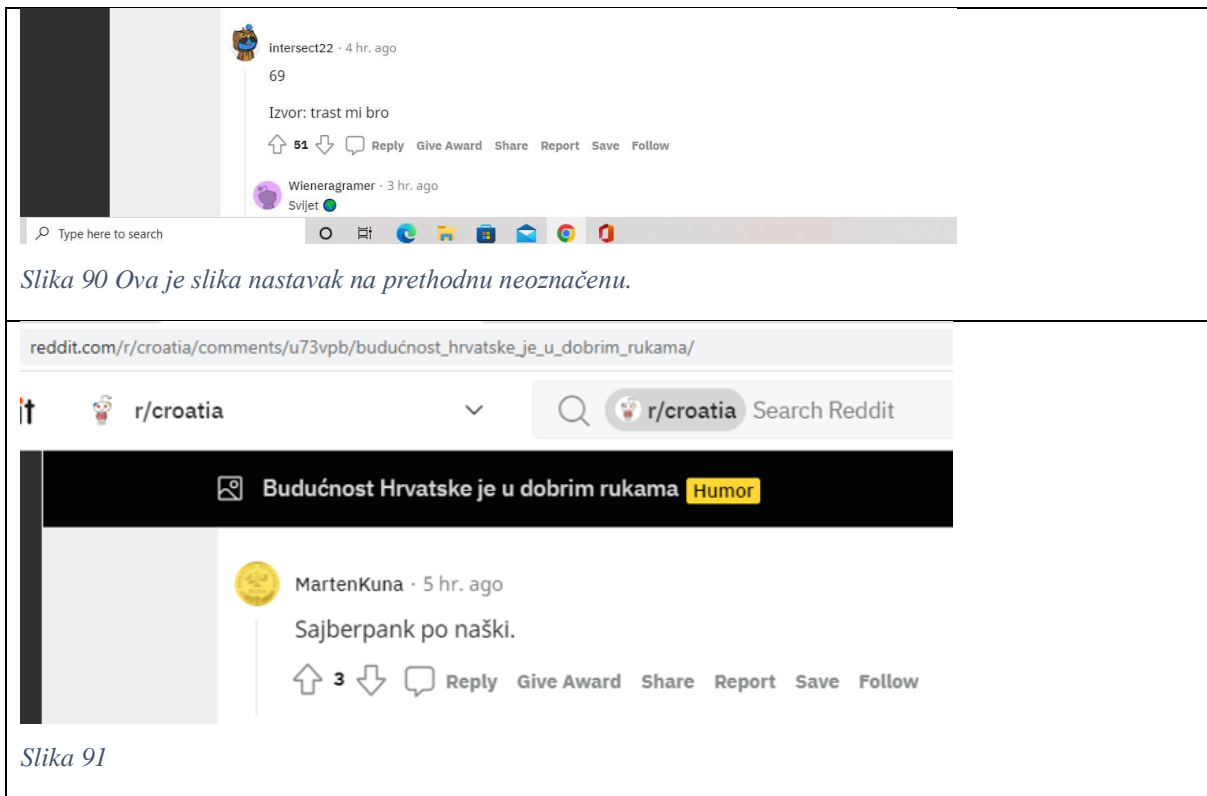 intersect22 · 4 hr. ago
69
Izvor: trast mi bro
51 Reply Give Award Share Report Save Follow
Wieneragramer · 3 hr. ago
Svijet
Type here to search
Slika 90 Ova je slika nastavak na prethodnu neoznačenu.
reddit.com/r/croatia/comments/u73vpb/budućnost_hrvatske_je_u_dobrim_rukama/
it r/croatia r/croatia Search Reddit
Budućnost Hrvatske je u dobrim rukama Humor
MartenKuna · 5 hr. ago
Sajberpank po naški.
3 Reply Give Award Share Report Save Follow
Slika 91